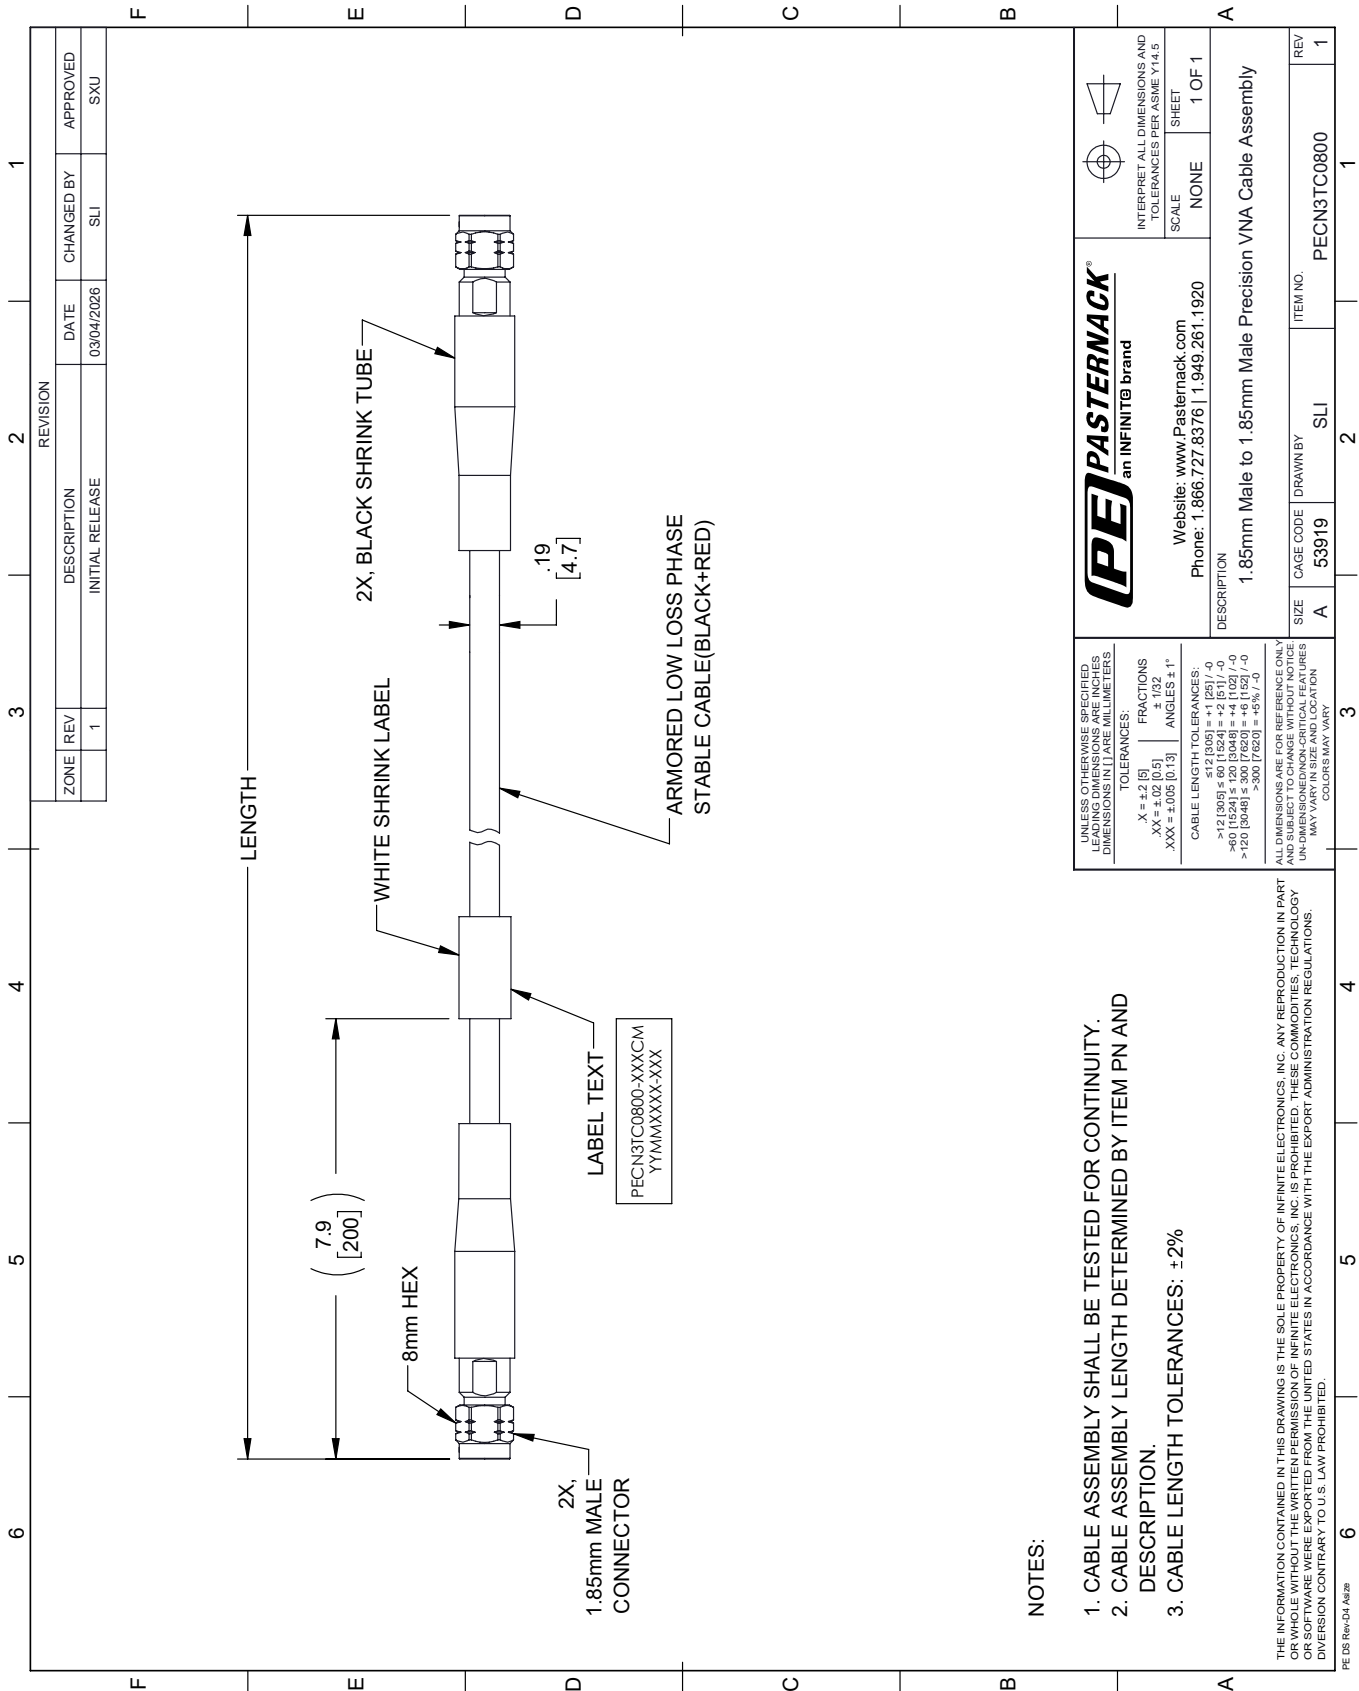 6
5
4
3
2
1
F
E
D
C
B
A
REVISION
ZONE
REV
DESCRIPTION
DATE
CHANGED BY
APPROVED
1
INITIAL RELEASE
03/04/2026
SLI
SXU
LENGTH
( 7.9 )
[200]
8mm HEX
WHITE SHRINK LABEL
2X, BLACK SHRINK TUBE
2X,
1.85mm MALE
CONNECTOR
LABEL TEXT
PECN3TC0800-XXXCM
YYMMXXXX-XXX
.19
[4.7]
ARMORED LOW LOSS PHASE
STABLE CABLE(BLACK+RED)
NOTES:
1. CABLE ASSEMBLY SHALL BE TESTED FOR CONTINUITY.
2. CABLE ASSEMBLY LENGTH DETERMINED BY ITEM PN AND
DESCRIPTION.
3. CABLE LENGTH TOLERANCES: ±2%
THE INFORMATION CONTAINED IN THIS DRAWING IS THE SOLE PROPERTY OF INFINITE ELECTRONICS, INC. ANY REPRODUCTION IN PART
OR WHOLE WITHOUT THE WRITTEN PERMISSION OF INFINITE ELECTRONICS, INC. IS PROHIBITED. THESE COMMODITIES, TECHNOLOGY
OR SOFTWARE WERE EXPORTED FROM THE UNITED STATES IN ACCORDANCE WITH THE EXPORT ADMINISTRATION REGULATIONS.
DIVERSION CONTRARY TO U.S. LAW PROHIBITED.
UNLESS OTHERWISE SPECIFIED
LEADING DIMENSIONS ARE INCHES
DIMENSIONS IN [ ] ARE MILLIMETERS
TOLERANCES:
.X = ±.2 [5]
.XX = ±.02 [0.5]
.XXX = ±.005 [0.13]
FRACTIONS
± 1/32
ANGLES ± 1°
CABLE LENGTH TOLERANCES:
≤12 [305] = +1 [25] / -0
>12 [305] ≤ 60 [1524] = +2 [51] / -0
>60 [1524] ≤ 120 [3048] = +4 [102] / -0
>120 [3048] ≤ 300 [7620] = +6 [152] / -0
>300 [7620] = +5% / -0
ALL DIMENSIONS ARE FOR REFERENCE ONLY
AND SUBJECT TO CHANGE WITHOUT NOTICE.
UN-DIMENSIONED/NON-CRITICAL FEATURES
MAY VARY IN SIZE AND LOCATION
COLORS MAY VARY
PE PASTERNACK®
an INFINIT@ brand
Website: www.Pasternack.com
Phone: 1.866.727.8376 | 1.949.261.1920
INTERPRET ALL DIMENSIONS AND
TOLERANCES PER ASME Y14.5
SCALE
NONE
SHEET
1 OF 1
DESCRIPTION
1.85mm Male to 1.85mm Male Precision VNA Cable Assembly
SIZE
A
CAGE CODE
53919
DRAWN BY
SLI
ITEM NO.
PECN3TC0800
REV
1
F
E
D
C
B
A
6
5
4
3
2
1
PE DS Rev-D4 Asize